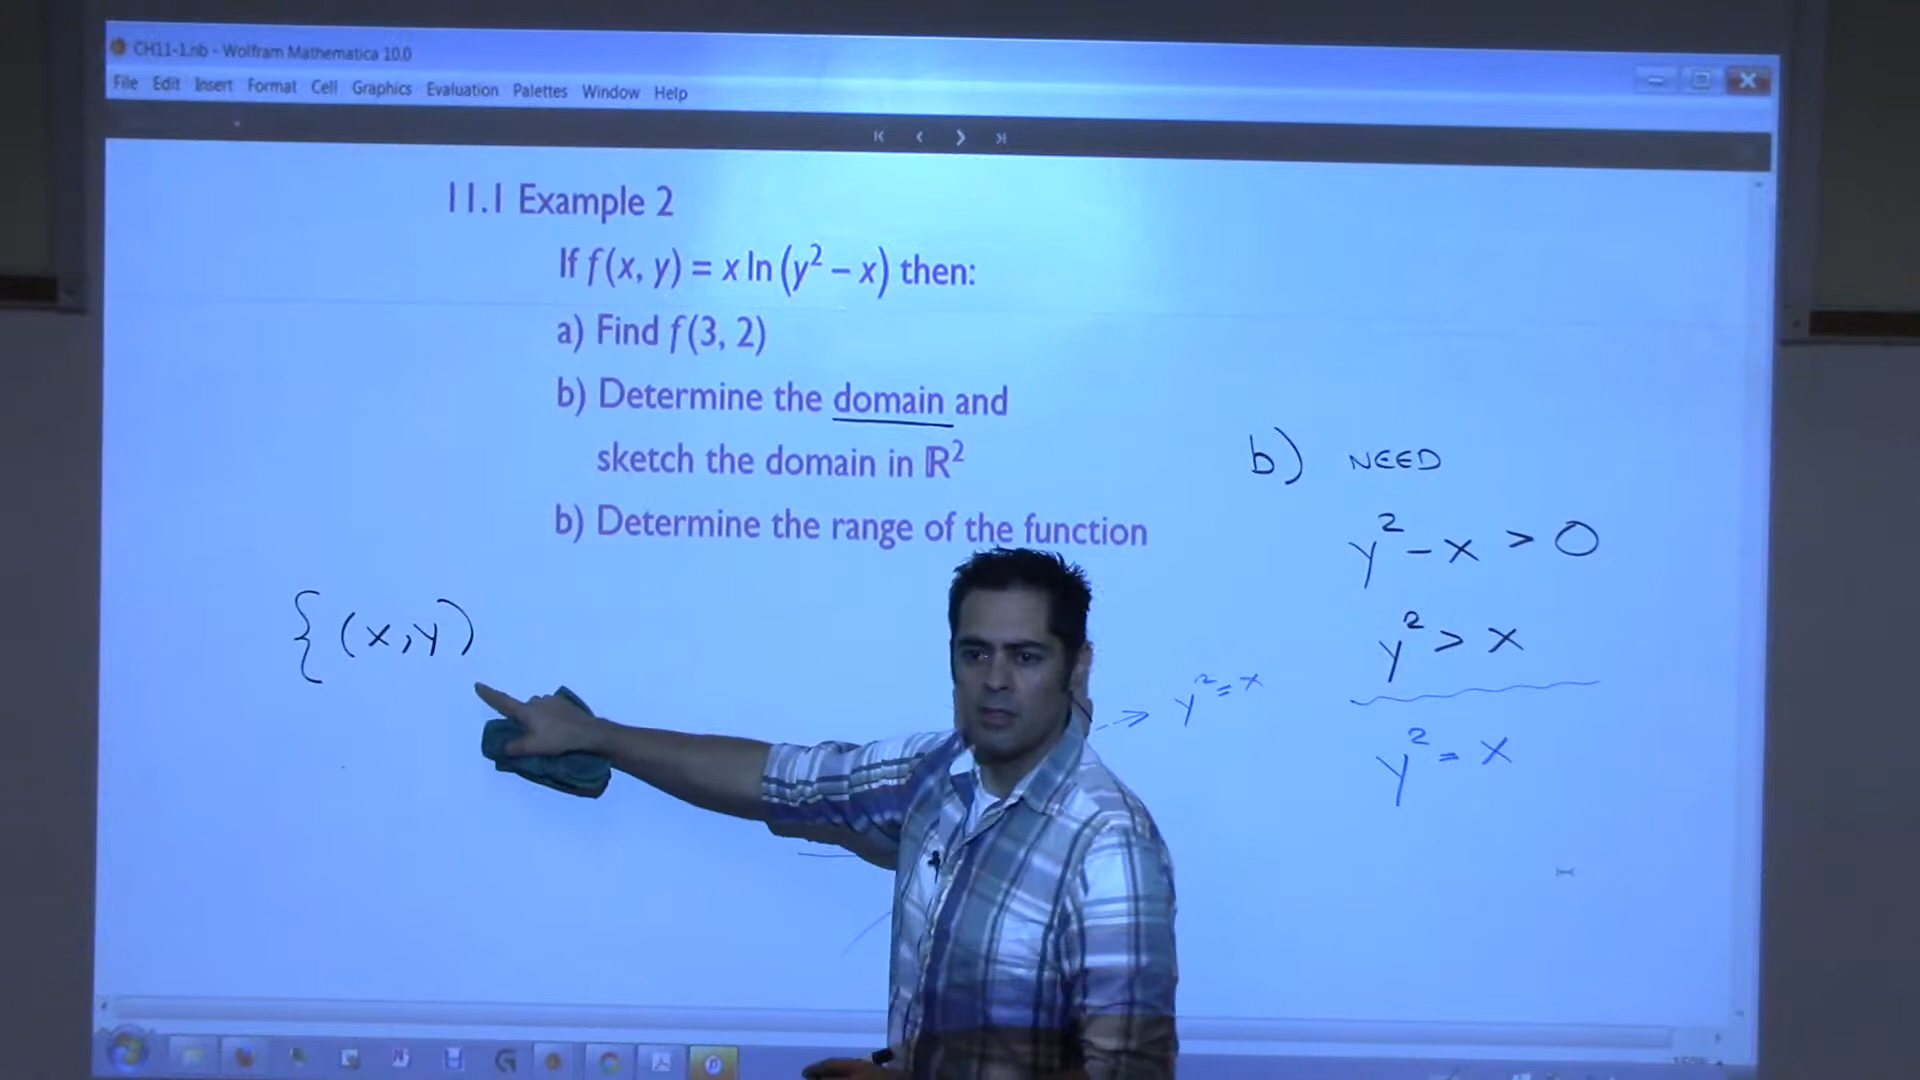 CH11-1.nb - Wolfram Mathematica 10.0
File Edit Insert Format Cell Graphics Evaluation Palettes Window Help
11.1 Example 2
If f(x, y) = x ln(y² – x) then:
a) Find f(3, 2)
b) Determine the domain and
sketch the domain in ℝ²
b) Determine the range of the function
b) NEED
y² – x > 0
y² > x
y² = x
{(x,y)
→ y² = x